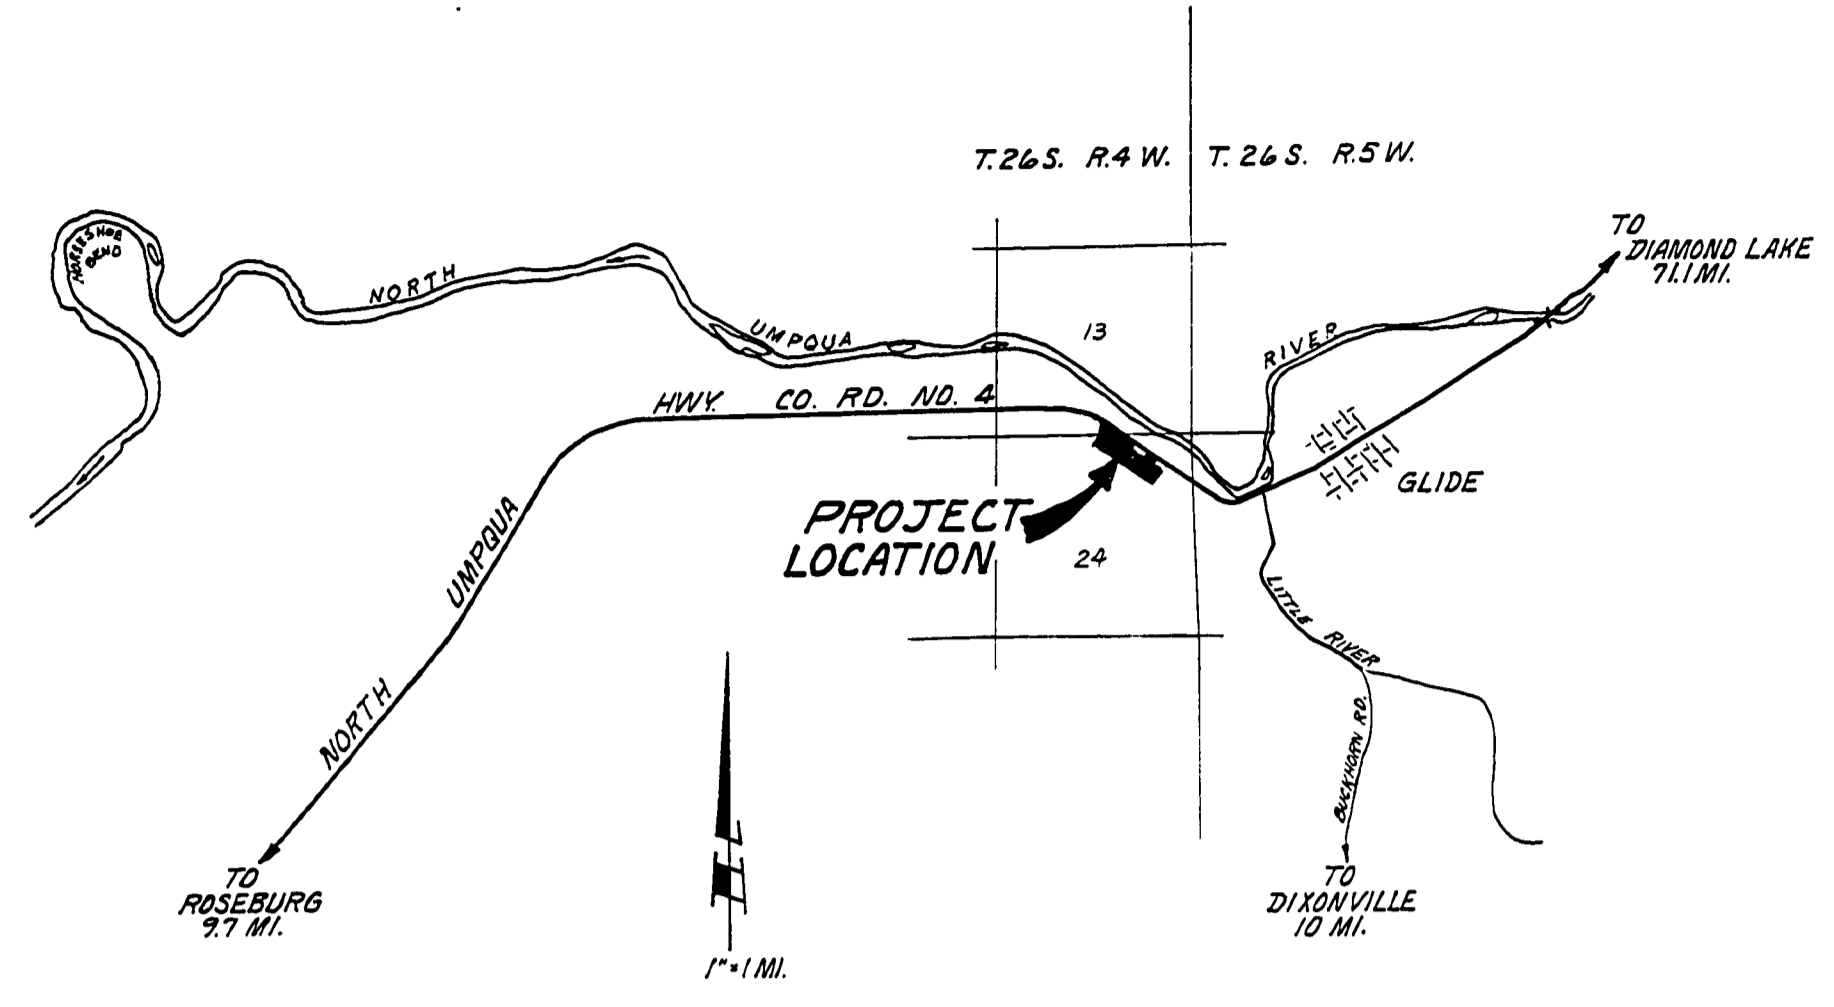 T. 26 S. R. 4 W.
T. 26 S. R. 5 W.
TO
DIAMOND LAKE
71.1 MI.
HORSESHOE
BEND
NORTH
UMPQUA
RIVER
13
HWY. CO. RD. NO. 4
GLIDE
PROJECT
LOCATION
24
UMPQUA
NORTH
LITTLE RIVER
BUCKHORN RD.
TO
ROSEBURG
9.7 MI.
TO
DIXONVILLE
10 MI.
1" = 1 MI.